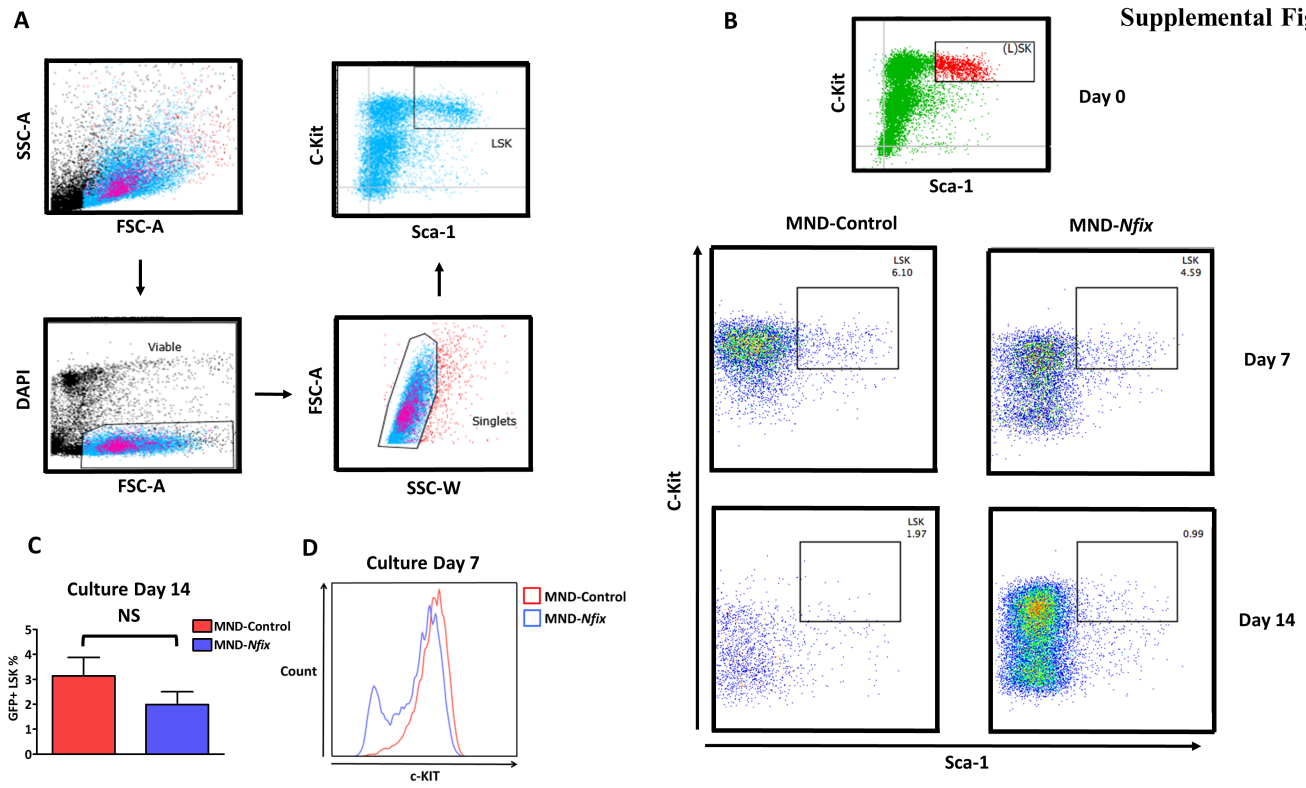 A
SSC-A
FSC-A
C-Kit
LSK
Sca-1
DAPI
Viable
FSC-A
FSC-A
Singlets
SSC-W
B
Supplemental Fig
C-Kit
(L)SK
Sca-1
Day 0
MND-Control
MND-Nfix
LSK
6.10
LSK
4.59
Day 7
C-Kit
LSK
1.97
0.99
Day 14
Sca-1
C
Culture Day 14
NS
MND-Control
MND-Nfix
GFP+ LSK %
5
4
3
2
1
0
D
Culture Day 7
MND-Control
MND-Nfix
Count
c-KIT